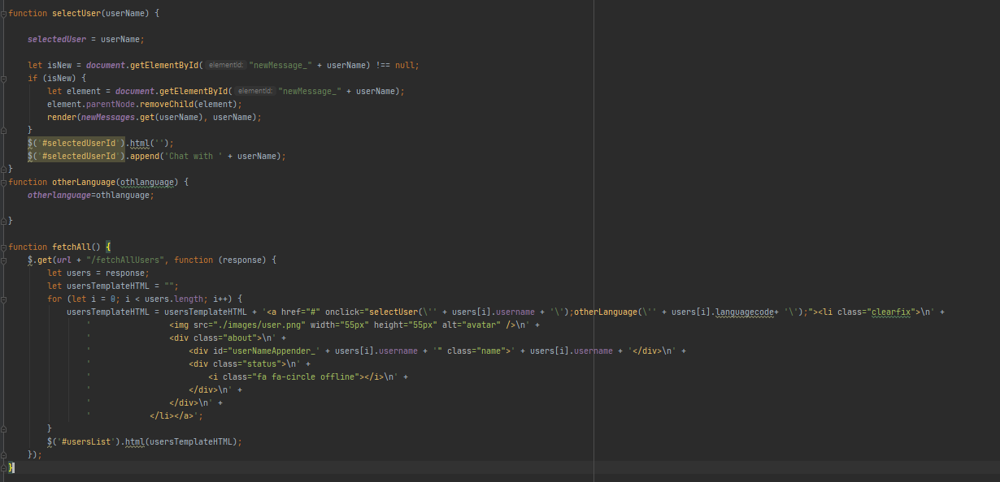 function selectUser(userName) {
selectedUser = userName;
let isNew = document.getElementById( elementId: "newMessage_" + userName) !== null;
if (isNew) {
let element = document.getElementById( elementId: "newMessage_" + userName);
element.parentNode.removeChild(element);
render(newMessages.get(userName), userName);
}
$('#selectedUserId').html('');
$('#selectedUserId').append('Chat with ' + userName);
}
function otherLanguage(othlanguage) {
otherlanguage=othlanguage;
}
function fetchAll() {
$.get(url + "/fetchAllUsers", function (response) {
let users = response;
let usersTemplateHTML = "";
for (let i = 0; i < users.length; i++) {
usersTemplateHTML = usersTemplateHTML + '<a href="#" onclick="selectUser(\'' + users[i].username + '\');otherLanguage(\'' + users[i].languagecode+ '\');"><li class="clearfix">\n' +
' <img src="./images/user.png" width="55px" height="55px" alt="avatar" />\n' +
' <div class="about">\n' +
' <div id="userNameAppender_' + users[i].username + '" class="name">' + users[i].username + '</div>\n' +
' <div class="status">\n' +
' <i class="fa fa-circle offline"></i>\n' +
' </div>\n' +
' </div>\n' +
' </li></a>';
}
$('#usersList').html(usersTemplateHTML);
});
}